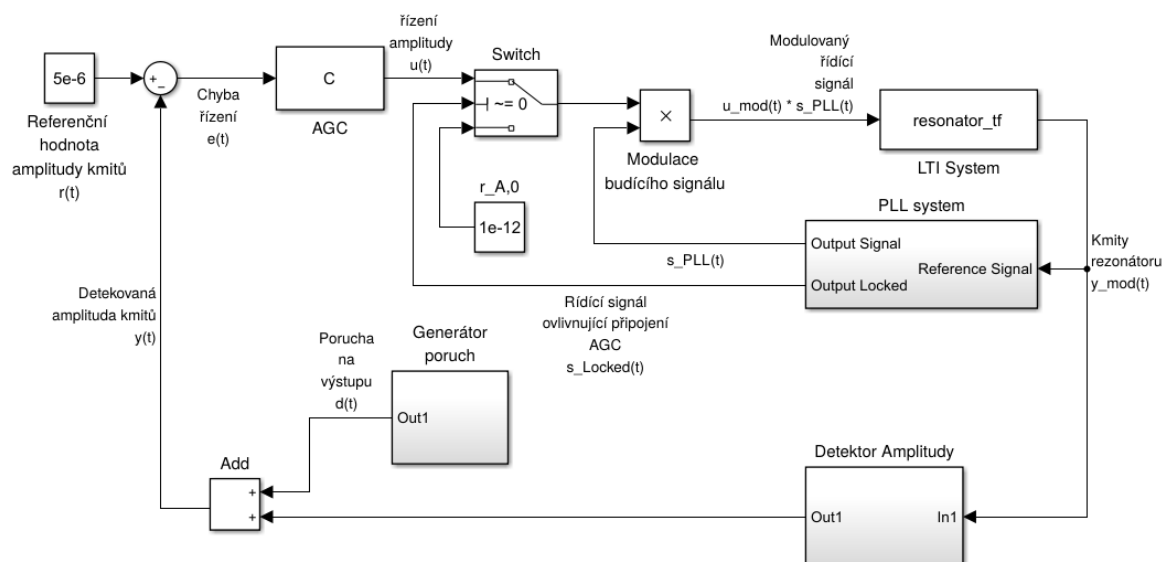 řízení
amplitudy
u(t)
Switch
Modulovaný
řídící
signál
u_mod(t) * s_PLL(t)
5e-6
+
−
C
~= 0
×
resonator_tf
Chyba
řízení
e(t)
AGC
LTI System
Referenční
hodnota
amplitudy kmitů
r(t)
Modulace
budícího signálu
r_A,0
1e-12
PLL system
Output Signal
Reference Signal
Output Locked
s_PLL(t)
Kmity
rezonátoru
y_mod(t)
Detekovaná
amplituda kmitů
y(t)
Rídící signál
ovlivnující připojení
AGC
s_Locked(t)
Porucha
na
výstupu
d(t)
Generátor
poruch
Out1
Add
+
+
Detektor Amplitudy
Out1
In1